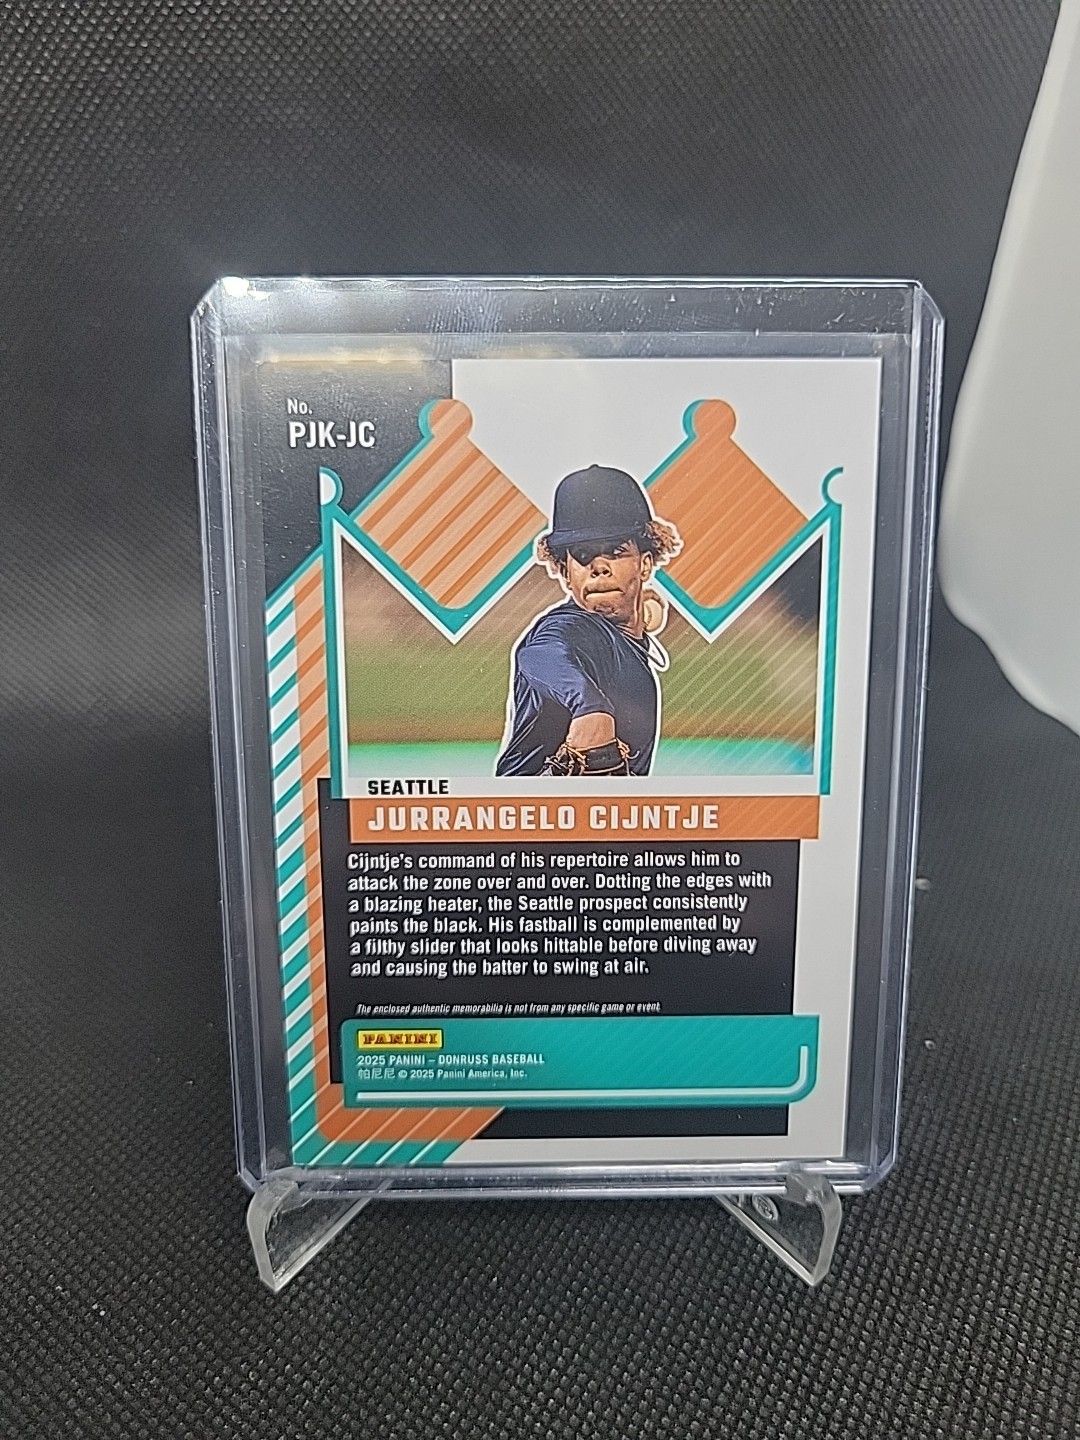 No.
PJK-JC
SEATTLE
JURRANGELO CIJNTJE
Cijntje's command of his repertoire allows him to
attack the zone over and over. Dotting the edges with
a blazing heater, the Seattle prospect consistently
paints the black. His fastball is complemented by
a filthy slider that looks hittable before diving away
and causing the batter to swing at air.
The enclosed authentic memorabilia is not from any specific game or event.
PANINI
2025 PANINI – DONRUSS BASEBALL
帕尼尼 © 2025 Panini America, Inc.